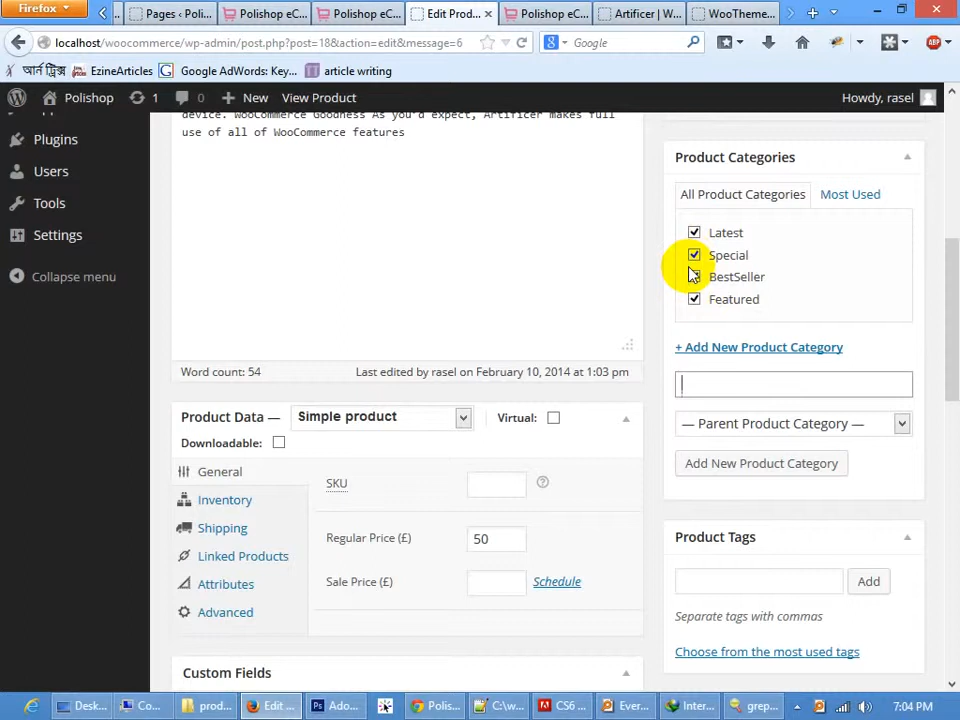 Firefox
Pages ‹ Poli...
Polishop eC...
Polishop eC...
Edit Prod...
Polishop eC...
Artificer | W...
WooTheme...
localhost/woocommerce/wp-admin/post.php?post=18&action=edit&message=6
Google
আর্ন ট্রিক্স
EzineArticles
Google AdWords: Key...
article writing
Polishop
1
0
New
View Product
Howdy, rasel
Plugins
Users
Tools
Settings
Collapse menu
device. WooCommerce Goodness As you'd expect, Artificer makes full
use of all of WooCommerce features
Word count: 54
Last edited by rasel on February 10, 2014 at 1:03 pm
Product Data —
Simple product
Virtual:
Downloadable:
General
Inventory
Shipping
Linked Products
Attributes
Advanced
SKU
Regular Price (£)
50
Sale Price (£)
Schedule
Custom Fields
Product Categories
All Product Categories
Most Used
Latest
Special
BestSeller
Featured
+ Add New Product Category
— Parent Product Category —
Add New Product Category
Product Tags
Add
Separate tags with commas
Choose from the most used tags
Desk...
Co...
prod...
Edit ...
Ado...
Polis...
C:\w...
CS6 ...
Ever...
Inter...
grep...
7:04 PM